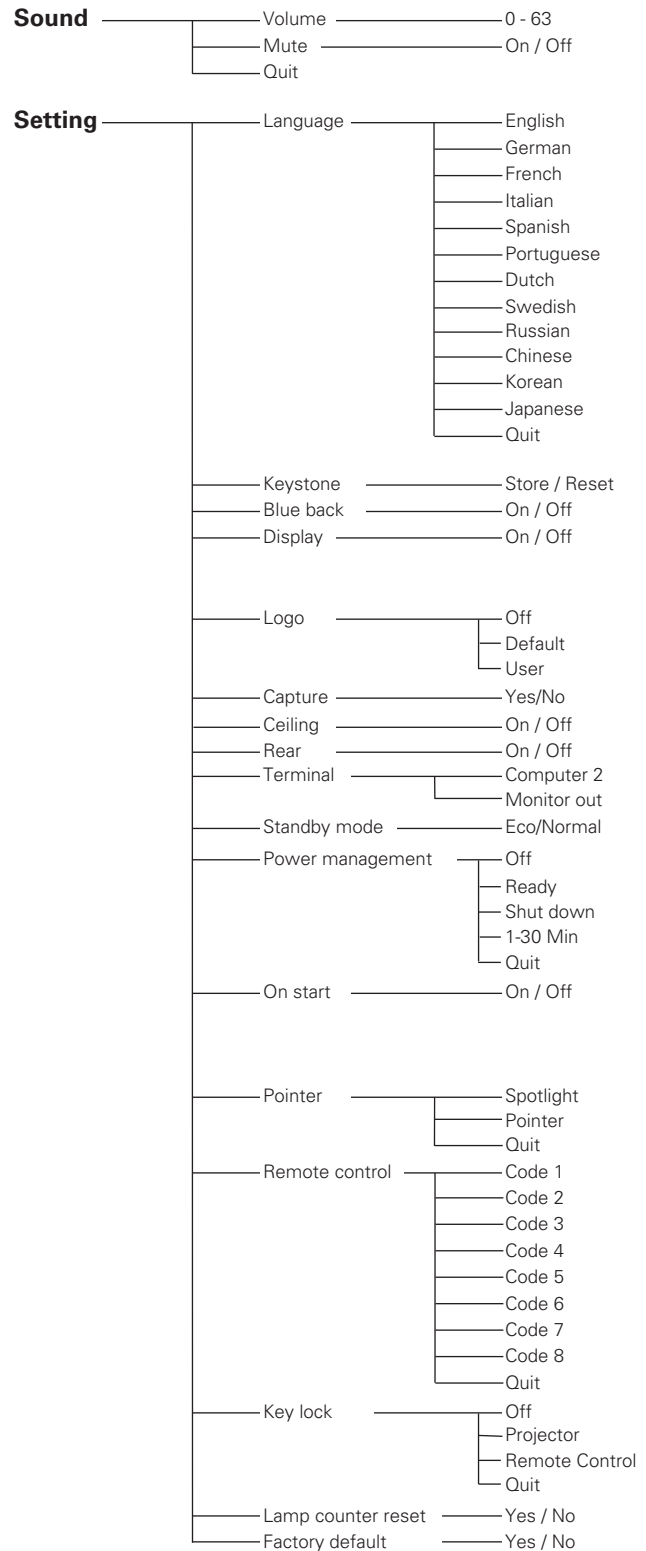 Sound Volume 0 - 63
Mute On / Off
Quit
Setting Language English
German
French
Italian
Spanish
Portuguese
Dutch
Swedish
Russian
Chinese
Korean
Japanese
Quit
Keystone Store / Reset
Blue back On / Off
Display On / Off
Logo Off
Default
User
Capture Yes/No
Ceiling On / Off
Rear On / Off
Terminal Computer 2
Monitor out
Standby mode Eco/Normal
Power management Off
Ready
Shut down
1-30 Min
Quit
On start On / Off
Pointer Spotlight
Pointer
Quit
Remote control Code 1
Code 2
Code 3
Code 4
Code 5
Code 6
Code 7
Code 8
Quit
Key lock Off
Projector
Remote Control
Quit
Lamp counter reset Yes / No
Factory default Yes / No